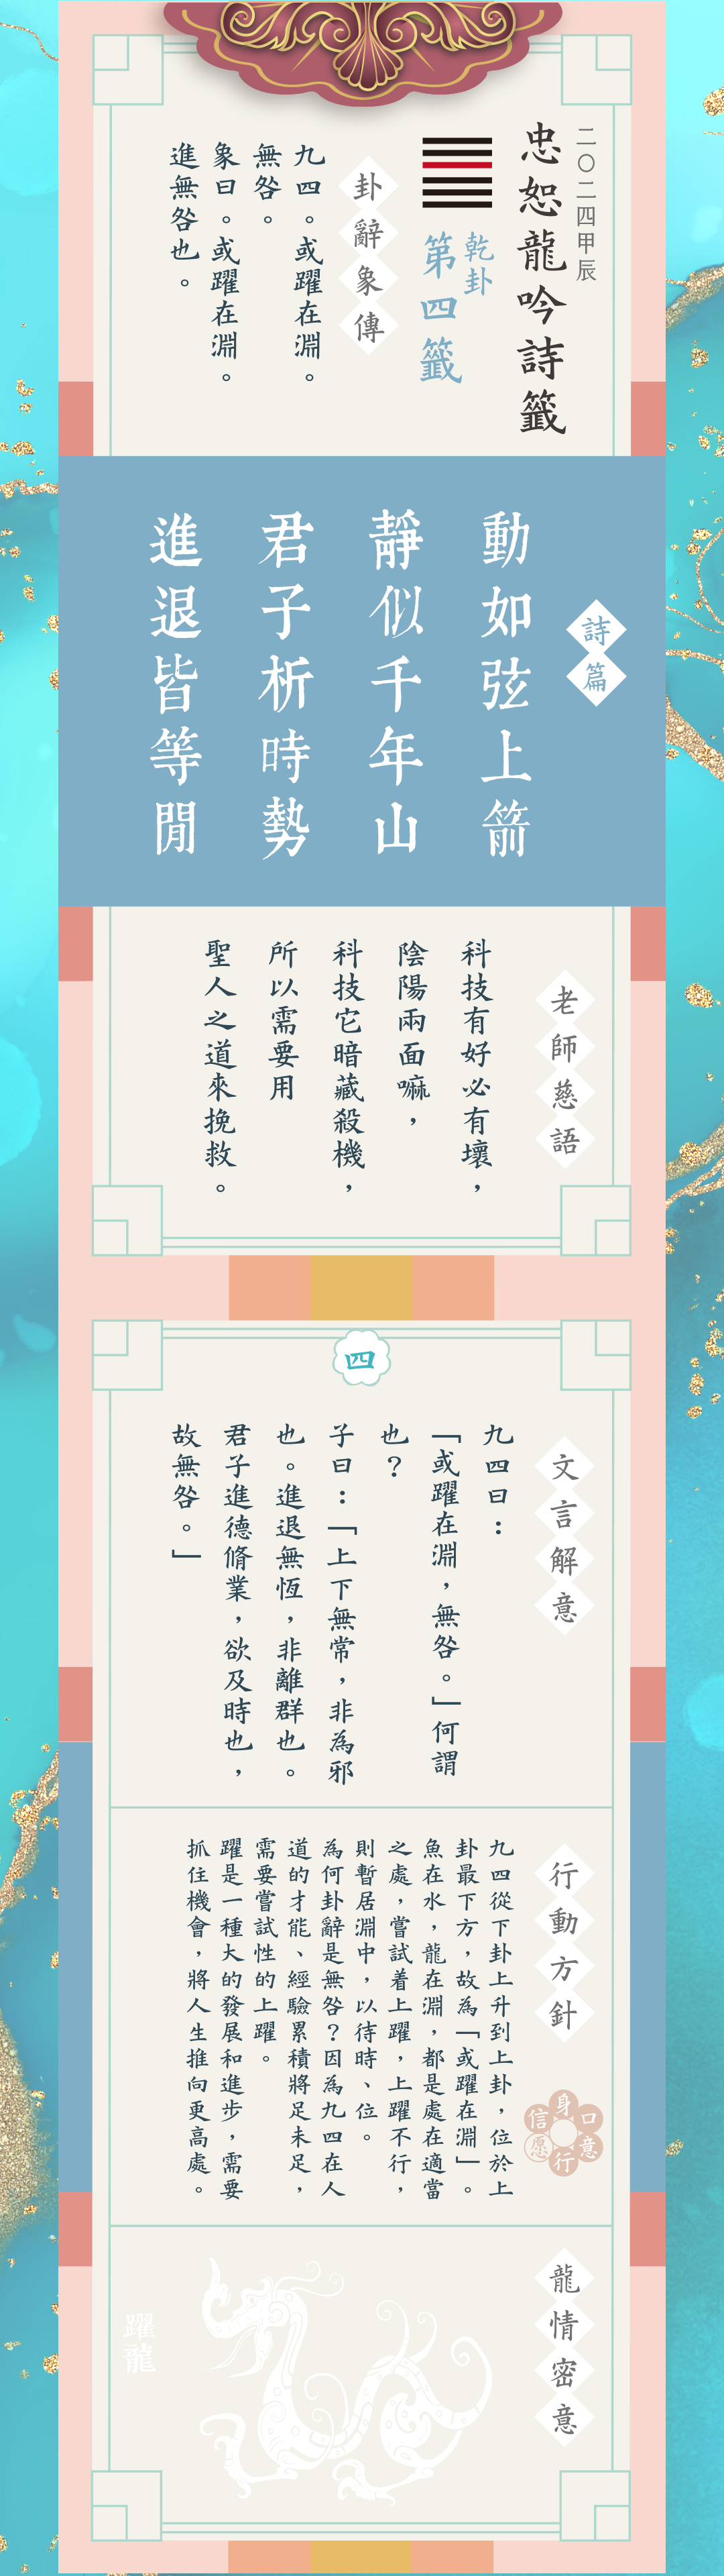 二〇二四甲辰
忠恕龍吟詩籤
乾卦
第四籤
卦辭象傳
九四。或躍在淵。
無咎。
象曰。或躍在淵。
進無咎也。
詩篇
動如弦上箭
靜似千年山
君子析時勢
進退皆等閒
老師慈語
科技有好必有壞，
陰陽兩面嘛，
科技它暗藏殺機，
所以需要用
聖人之道來挽救。
四
文言解意
九四曰：
「或躍在淵，無咎。」何謂
也？
子曰：「上下無常，非為邪
也。進退無恆，非離群也。
君子進德脩業，欲及時也，
故無咎。」
行動方針
身口意行愿信
九四從下卦上升到上卦，位於上
卦最下方，故為「或躍在淵」。
魚在水，龍在淵，都是處在適當
之處，嘗試着上躍，上躍不行，
則暫居淵中，以待時、位。
為何卦辭是無咎？因為九四在人
道的才能、經驗累積將足未足，
需要嘗試性的上躍。
躍是一種大的發展和進步，需要
抓住機會，將人生推向更高處。
龍情密意
躍龍